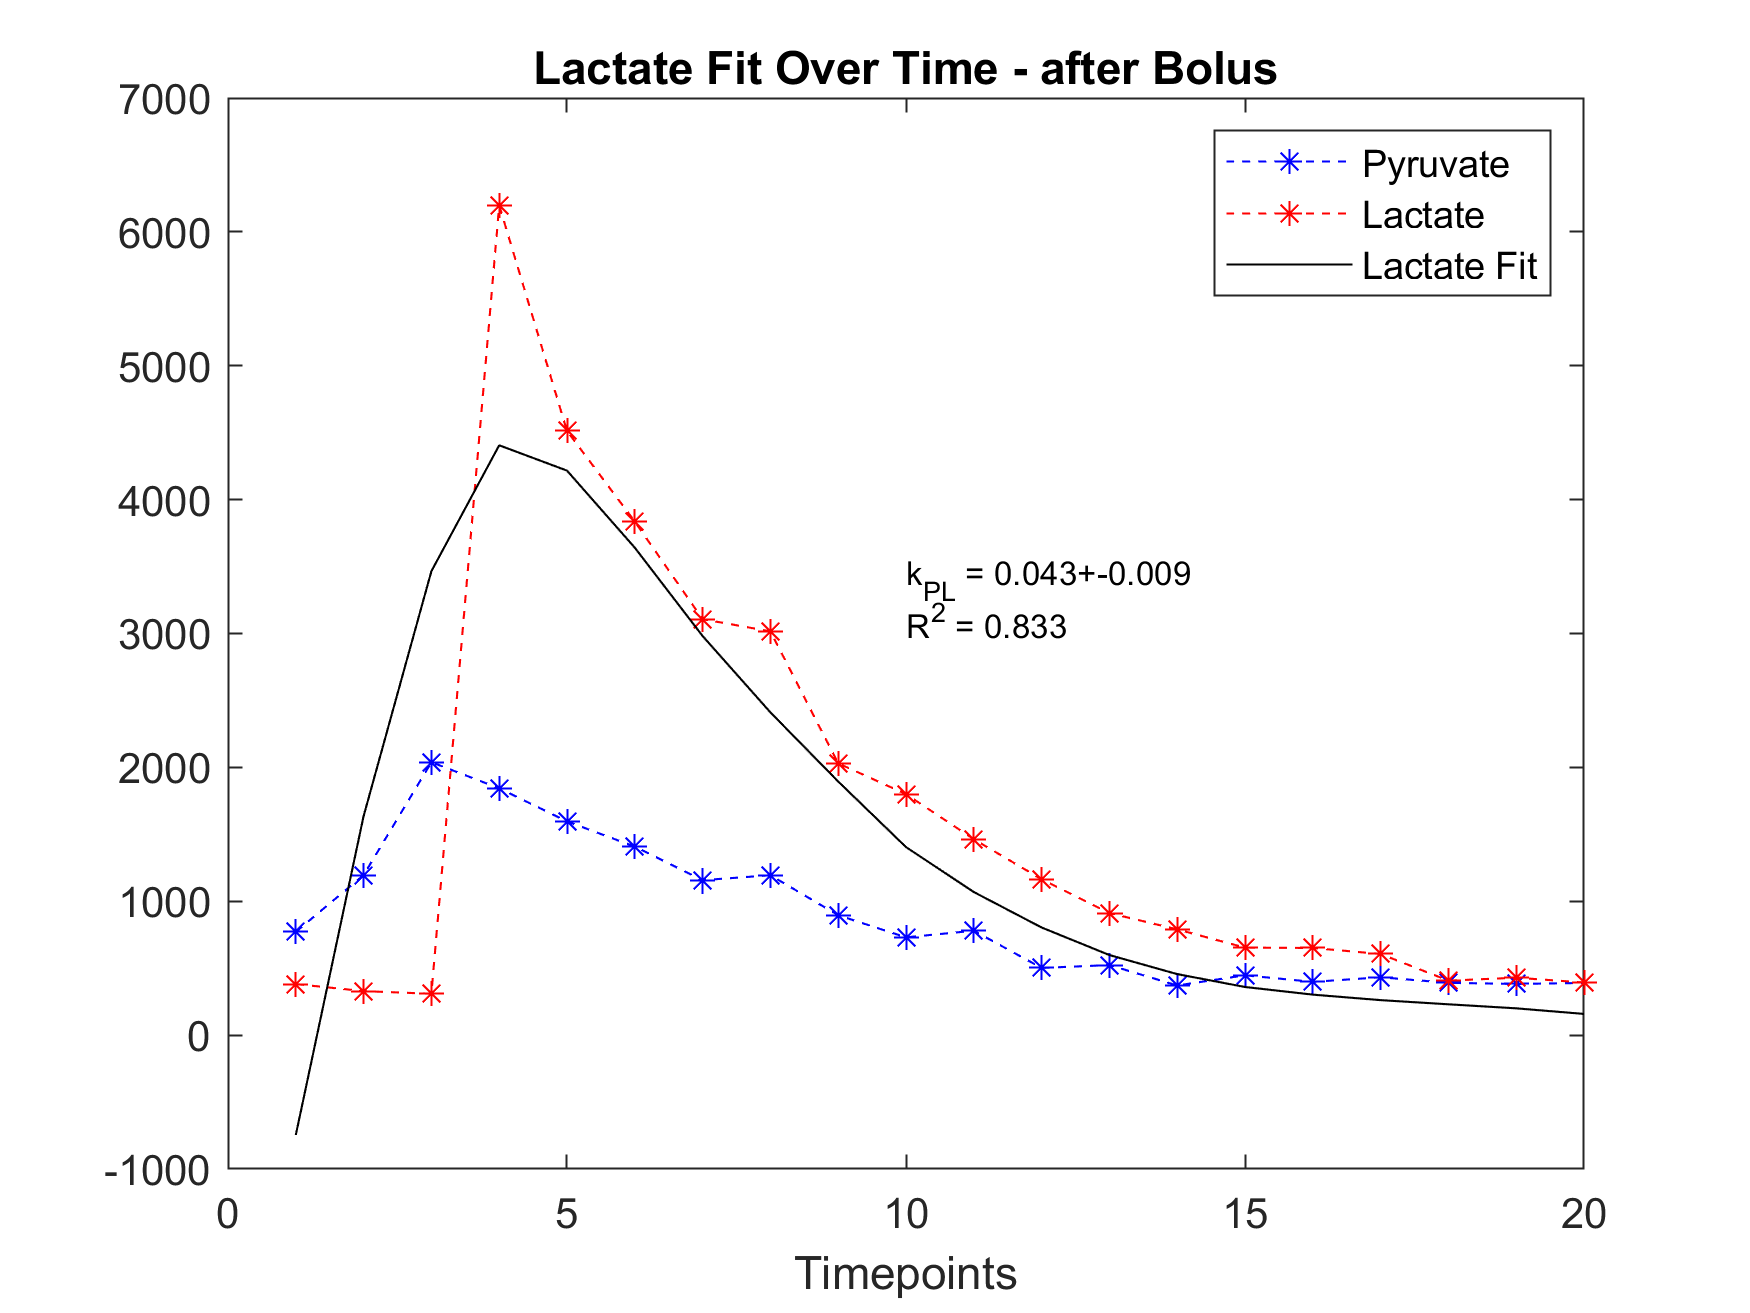 Lactate Fit Over Time - after Bolus
7000
6000
5000
4000
3000
2000
1000
0
-1000
Pyruvate
Lactate
Lactate Fit
kPL = 0.043+-0.009
R2 = 0.833
0 5 10 15 20
Timepoints